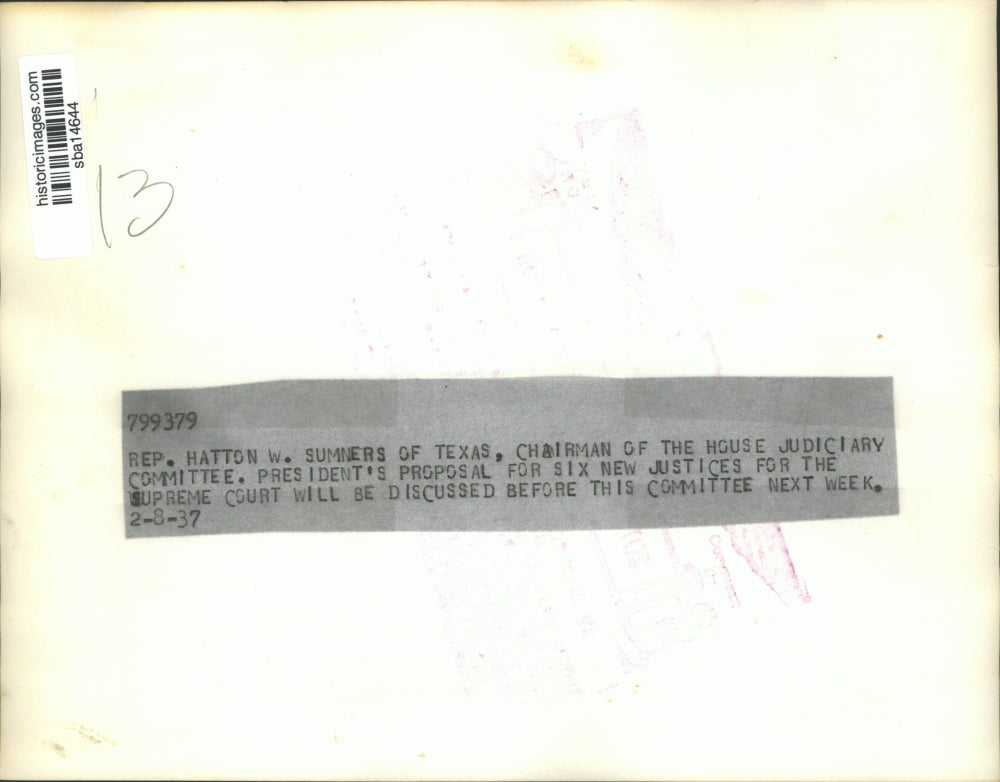 historicimages.com
sba14644
13
799379
REP. HATTON W. SUMNERS OF TEXAS, CHAIRMAN OF THE HOUSE JUDICIARY
COMMITTEE. PRESIDENT'S PROPOSAL FOR SIX NEW JUSTICES FOR THE
SUPREME COURT WILL BE DISCUSSED BEFORE THIS COMMITTEE NEXT WEEK.
2-8-37